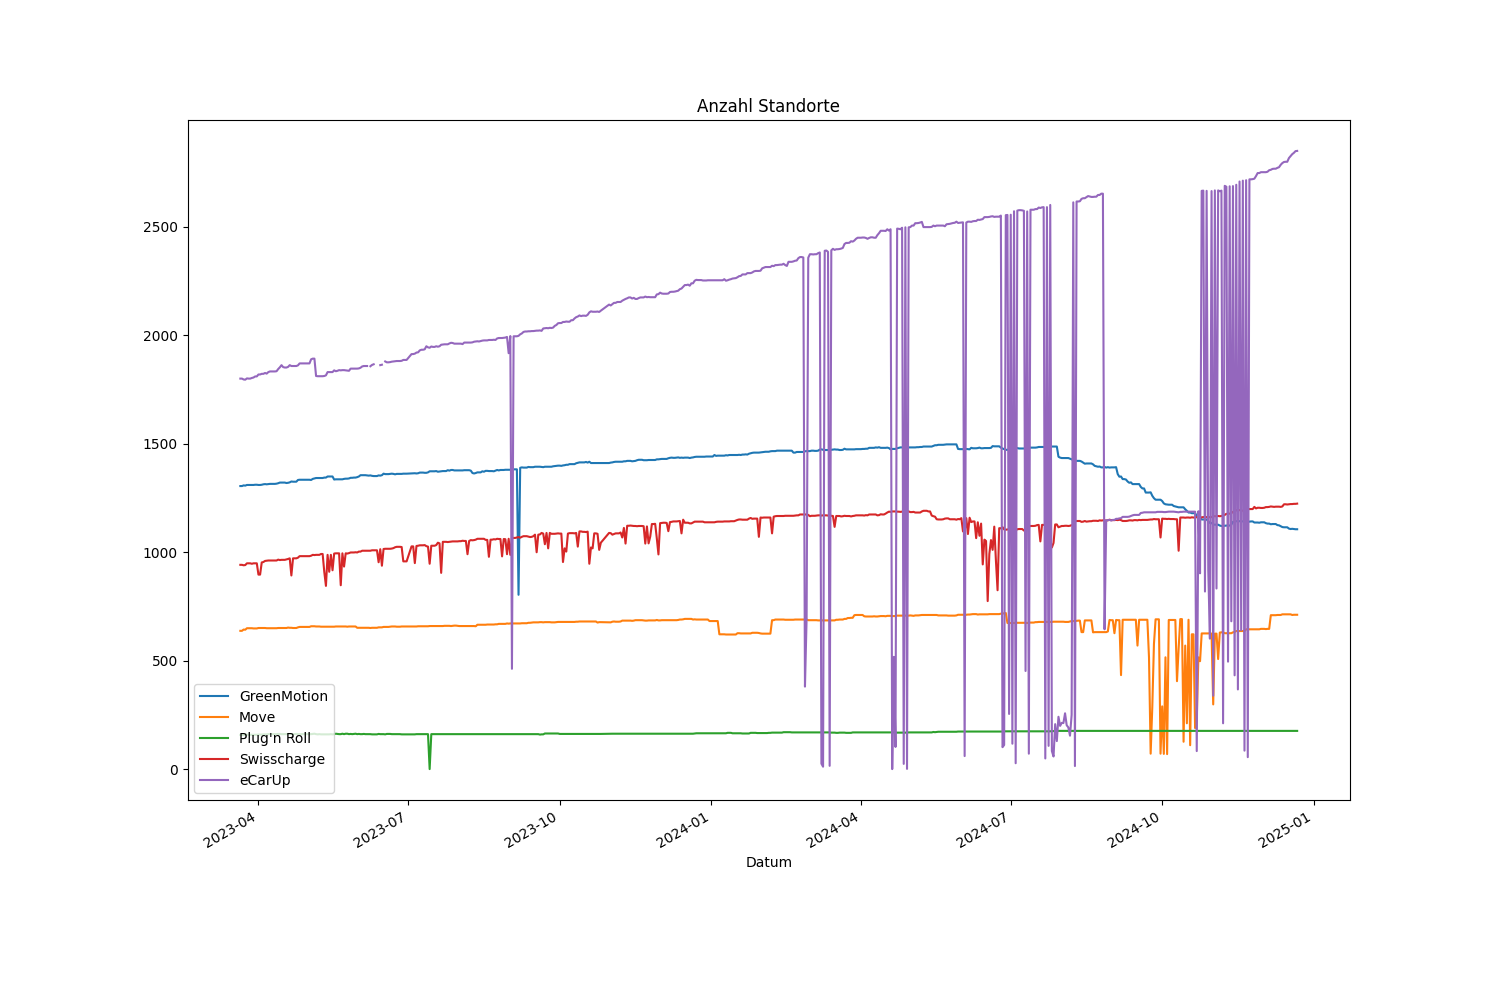 Anzahl Standorte
2500
2000
1500
1000
500
0
GreenMotion
Move
Plug'n Roll
Swisscharge
eCarUp
2023-04
2023-07
2023-10
2024-01
2024-04
2024-07
2024-10
2025-01
Datum